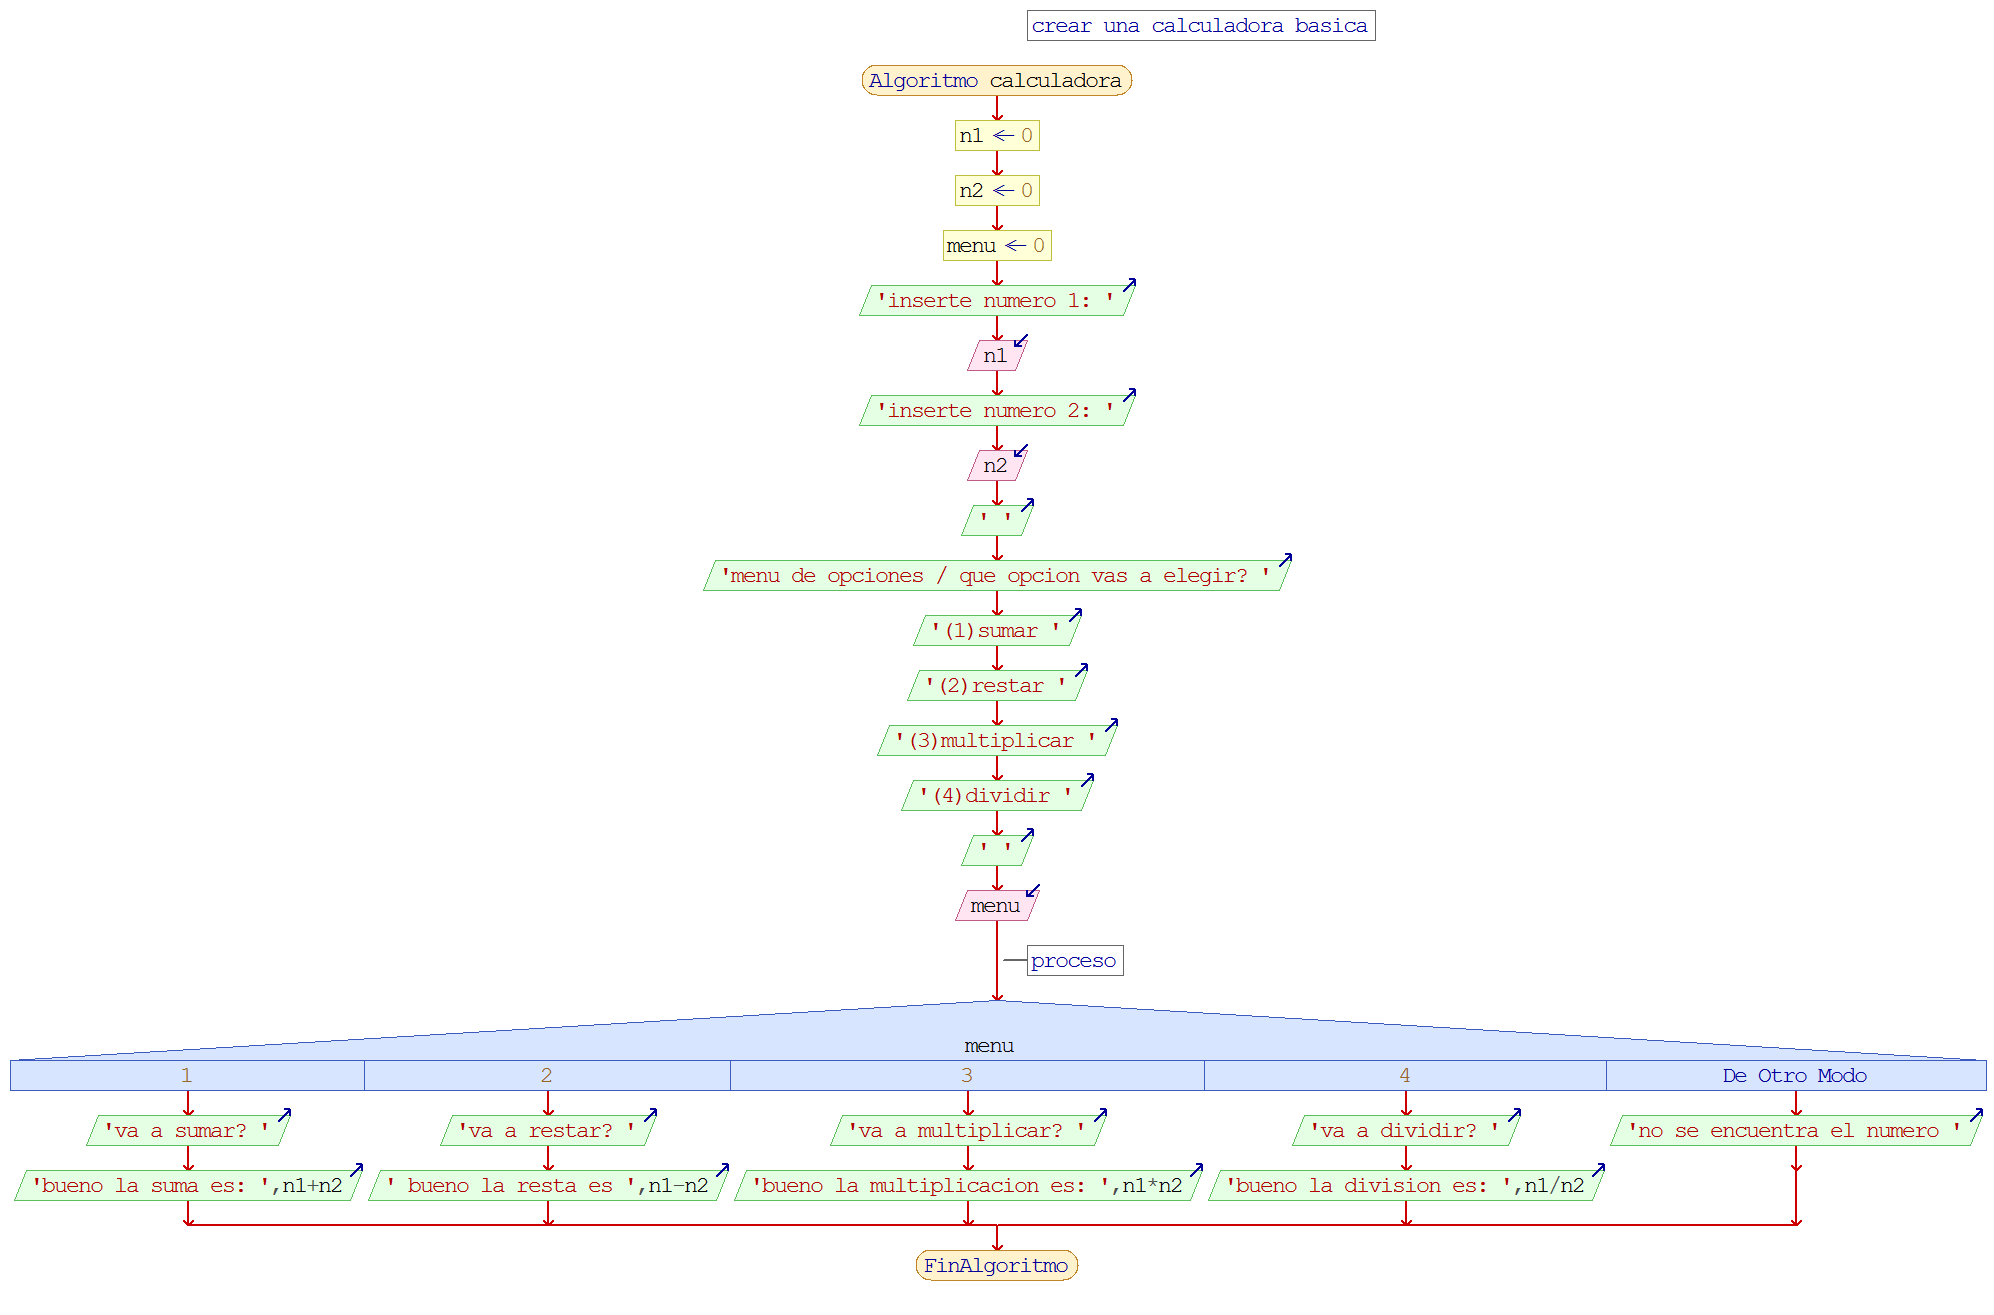 crear una calculadora basica
Algoritmo calculadora
n1 ← 0
n2 ← 0
menu ← 0
'inserte numero 1: '
n1
'inserte numero 2: '
n2
' '
'menu de opciones / que opcion vas a elegir? '
'(1)sumar '
'(2)restar '
'(3)multiplicar '
'(4)dividir '
' '
menu
proceso
menu
1 2 3 4 De Otro Modo
'va a sumar? ' 'va a restar? ' 'va a multiplicar? ' 'va a dividir? ' 'no se encuentra el numero '
'bueno la suma es: ',n1+n2 ' bueno la resta es ',n1-n2 'bueno la multiplicacion es: ',n1*n2 'bueno la division es: ',n1/n2
FinAlgoritmo